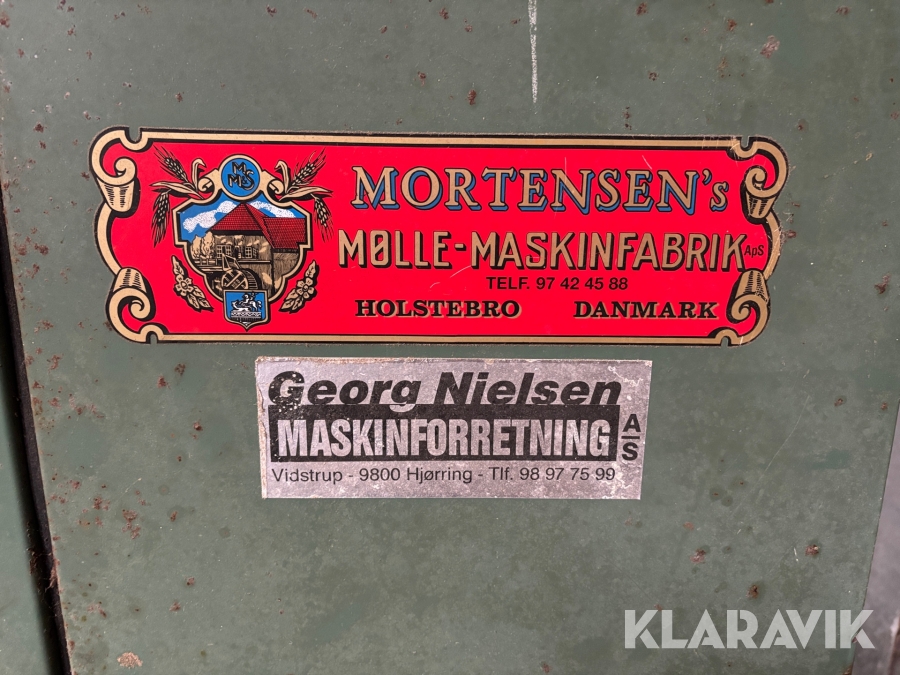 MMS
MORTENSEN's
MØLLE-MASKINFABRIK ApS
TELF. 97 42 45 88
HOLSTEBRO DANMARK
Georg Nielsen
MASKINFORRETNING A/S
Vidstrup - 9800 Hjørring - Tlf. 98 97 75 99
KLARAVIK